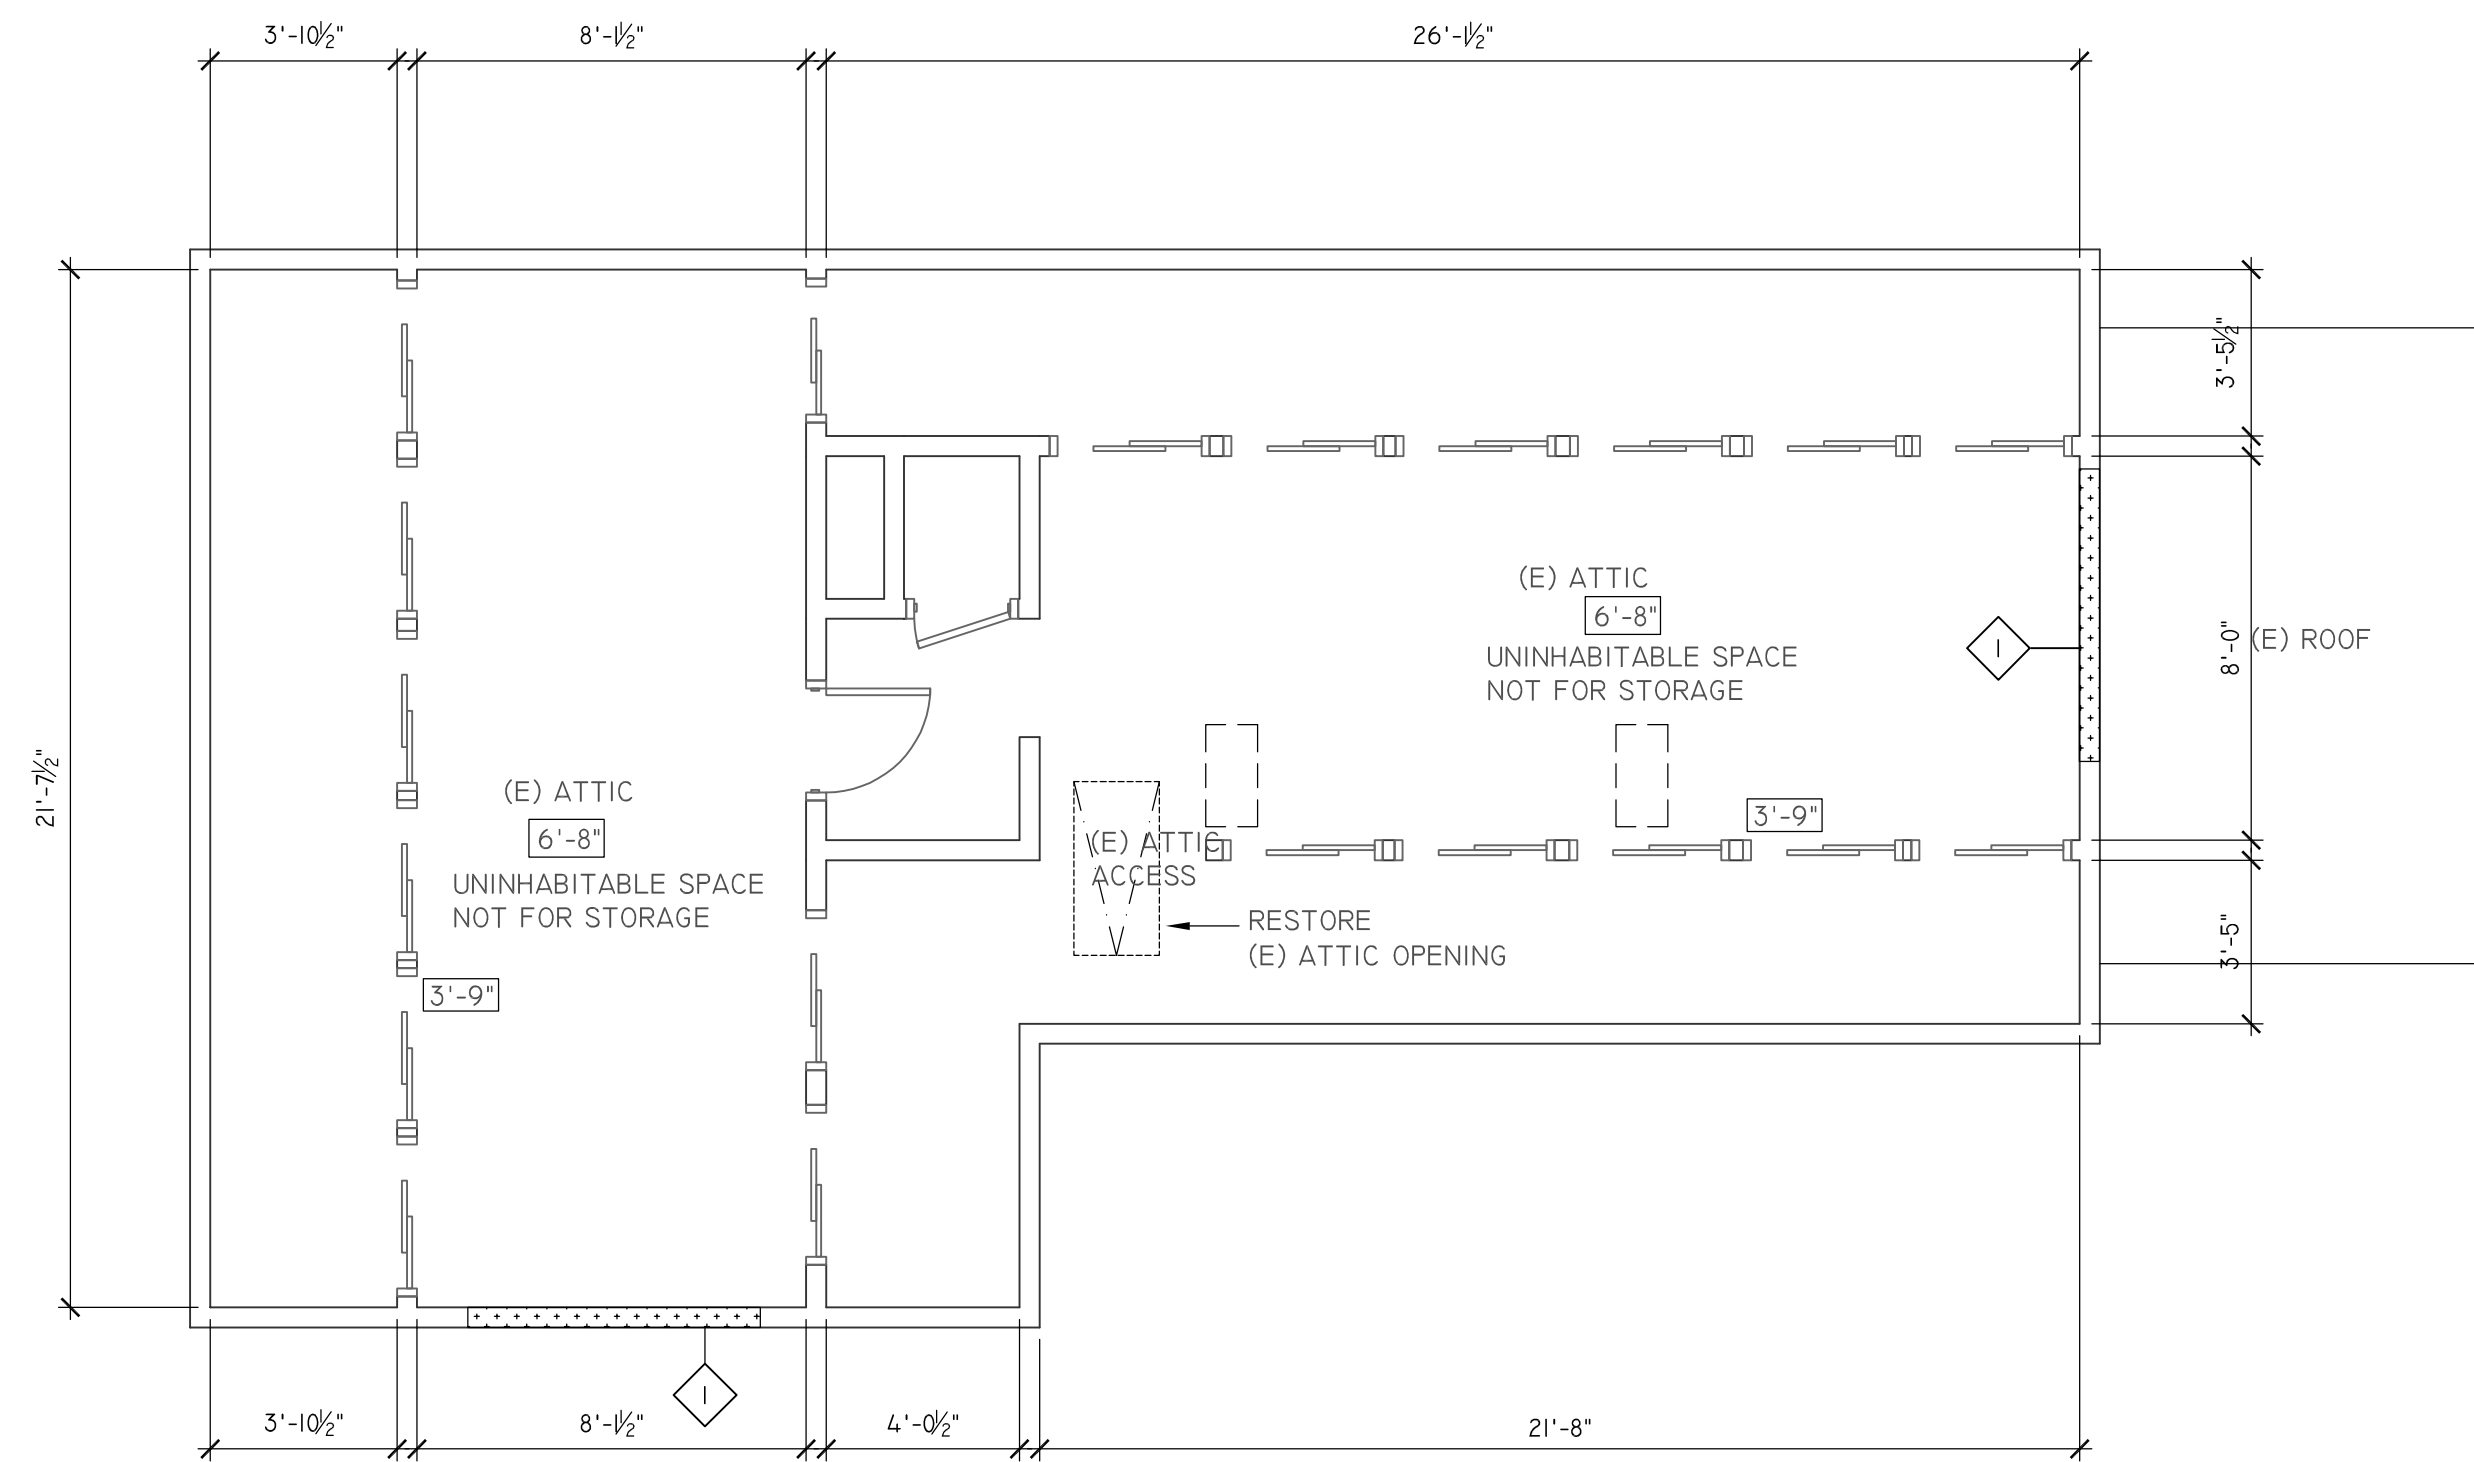 3'-10½"
8'-1½"
26'-1½"
3'-5½"
(E) ATTIC
6'-8"
UNINHABITABLE SPACE
NOT FOR STORAGE
1
8'-0"
(E) ROOF
21'-7½"
(E) ATTIC
6'-8"
UNINHABITABLE SPACE
NOT FOR STORAGE
3'-9"
(E) ATTIC
ACCESS
3'-9"
RESTORE
(E) ATTIC OPENING
3'-5"
1
3'-10½"
8'-1½"
4'-0½"
21'-8"